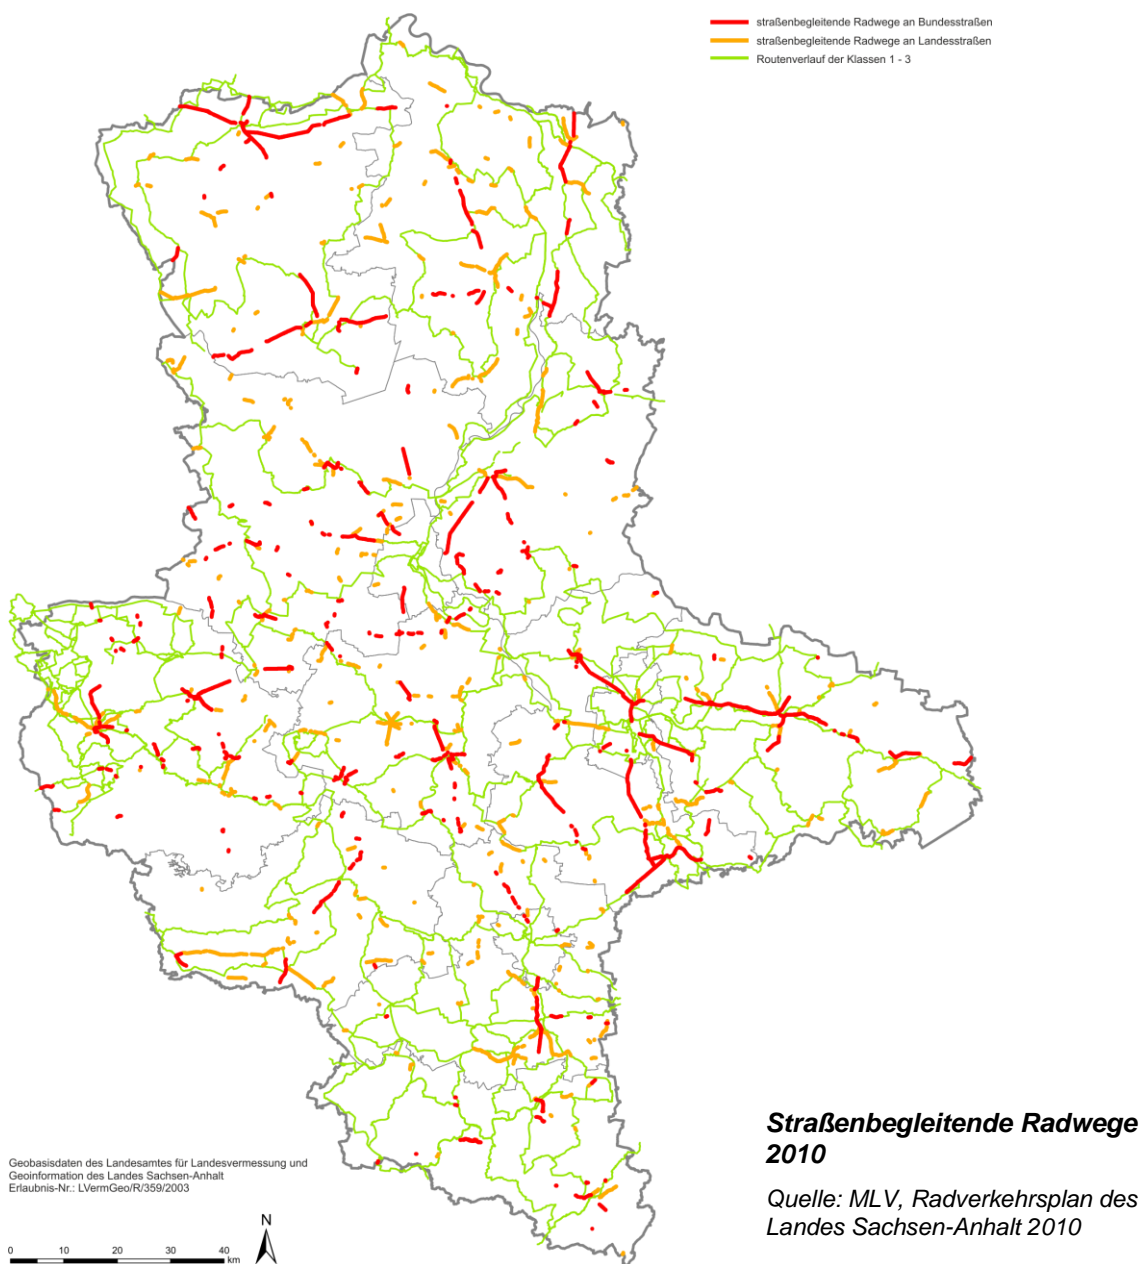 straßenbegleitende Radwege an Bundesstraßen
straßenbegleitende Radwege an Landesstraßen
Routenverlauf der Klassen 1 - 3
Straßenbegleitende Radwege
2010
Quelle: MLV, Radverkehrsplan des
Landes Sachsen-Anhalt 2010
Geobasisdaten des Landesamtes für Landesvermessung und
Geoinformation des Landes Sachsen-Anhalt
Erlaubnis-Nr.: LVermGeo/R/359/2003
N
0 10 20 30 40
km